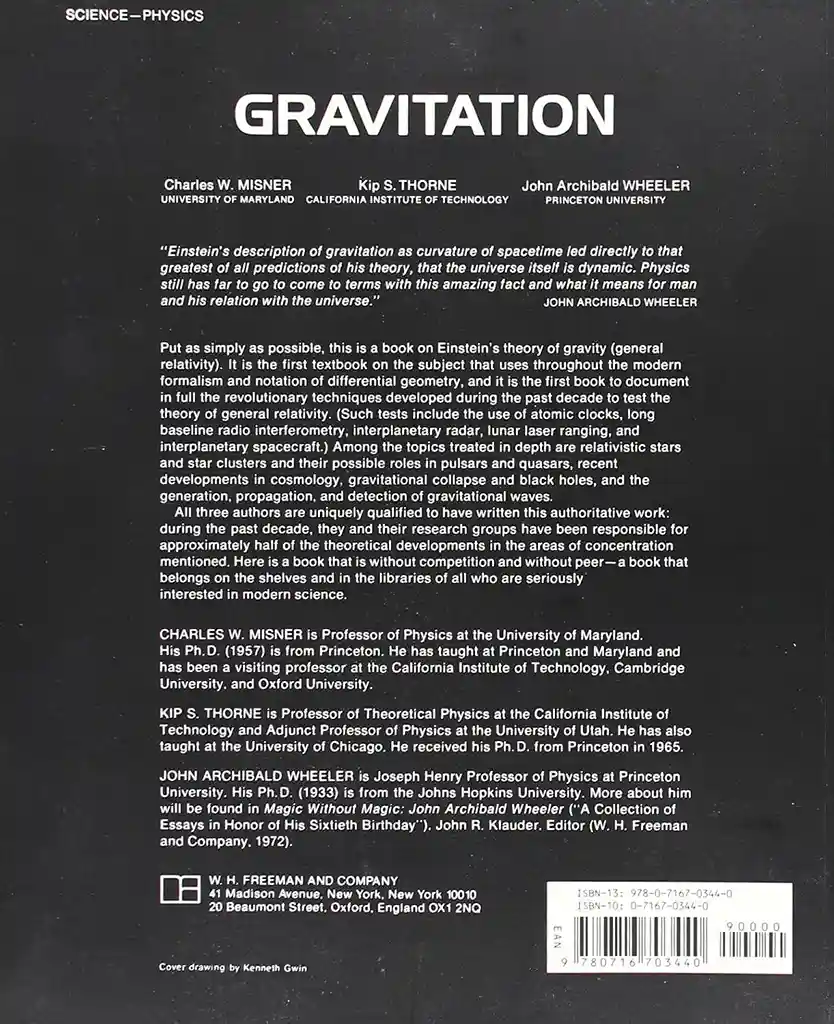 SCIENCE—PHYSICS
GRAVITATION
Charles W. MISNER Kip S. THORNE John Archibald WHEELER
UNIVERSITY OF MARYLAND CALIFORNIA INSTITUTE OF TECHNOLOGY PRINCETON UNIVERSITY
"Einstein's description of gravitation as curvature of spacetime led directly to that
greatest of all predictions of his theory, that the universe itself is dynamic. Physics
still has far to go to come to terms with this amazing fact and what it means for man
and his relation with the universe." JOHN ARCHIBALD WHEELER
Put as simply as possible, this is a book on Einstein's theory of gravity (general
relativity). It is the first textbook on the subject that uses throughout the modern
formalism and notation of differential geometry, and it is the first book to document
in full the revolutionary techniques developed during the past decade to test the
theory of general relativity. (Such tests include the use of atomic clocks, long
baseline radio interferometry, interplanetary radar, lunar laser ranging, and
interplanetary spacecraft.) Among the topics treated in depth are relativistic stars
and star clusters and their possible roles in pulsars and quasars, recent
developments in cosmology, gravitational collapse and black holes, and the
generation, propagation, and detection of gravitational waves.
All three authors are uniquely qualified to have written this authoritative work:
during the past decade, they and their research groups have been responsible for
approximately half of the theoretical developments in the areas of concentration
mentioned. Here is a book that is without competition and without peer—a book that
belongs on the shelves and in the libraries of all who are seriously
interested in modern science.
CHARLES W. MISNER is Professor of Physics at the University of Maryland.
His Ph.D. (1957) is from Princeton. He has taught at Princeton and Maryland and
has been a visiting professor at the California Institute of Technology, Cambridge
University, and Oxford University.
KIP S. THORNE is Professor of Theoretical Physics at the California Institute of
Technology and Adjunct Professor of Physics at the University of Utah. He has also
taught at the University of Chicago. He received his Ph.D. from Princeton in 1965.
JOHN ARCHIBALD WHEELER is Joseph Henry Professor of Physics at Princeton
University. His Ph.D. (1933) is from the Johns Hopkins University. More about him
will be found in Magic Without Magic: John Archibald Wheeler ("A Collection of
Essays in Honor of His Sixtieth Birthday"), John R. Klauder, Editor (W. H. Freeman
and Company, 1972).
W. H. FREEMAN AND COMPANY
41 Madison Avenue, New York, New York 10010
20 Beaumont Street, Oxford, England OX1 2NQ
ISBN-13: 978-0-7167-0344-0
ISBN-10: 0-7167-0344-0
90000
EAN
9 780716 703440
Cover drawing by Kenneth Gwin